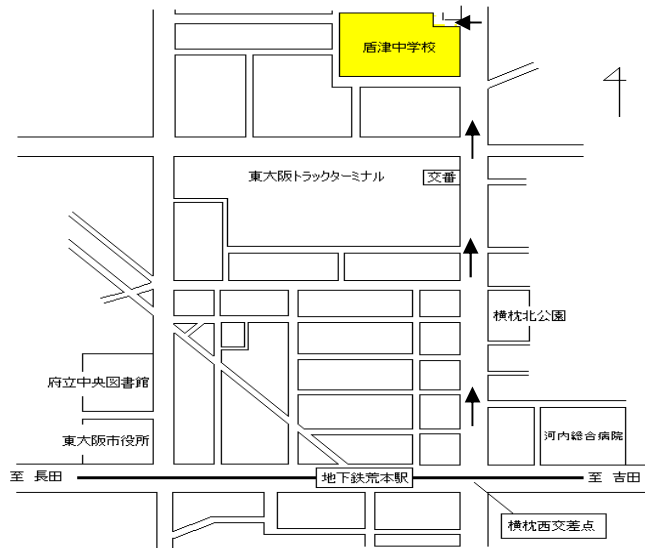 盾津中学校
東大阪トラックターミナル
交番
横枕北公園
府立中央図書館
東大阪市役所
河内総合病院
至 長田
地下鉄荒本駅
至 吉田
横枕西交差点